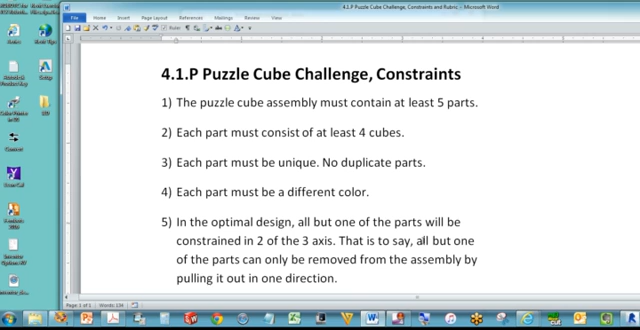 4.1.P Puzzle Cube Challenge, Constraints and Rubric - Microsoft Word
File Home Insert Page Layout References Mailings Review View
4.1.P Puzzle Cube Challenge, Constraints
1) The puzzle cube assembly must contain at least 5 parts.
2) Each part must consist of at least 4 cubes.
3) Each part must be unique. No duplicate parts.
4) Each part must be a different color.
5) In the optimal design, all but one of the parts will be
constrained in 2 of the 3 axis. That is to say, all but one
of the parts can only be removed from the assembly by
pulling it out in one direction.
Page: 1 of 1 Words: 134